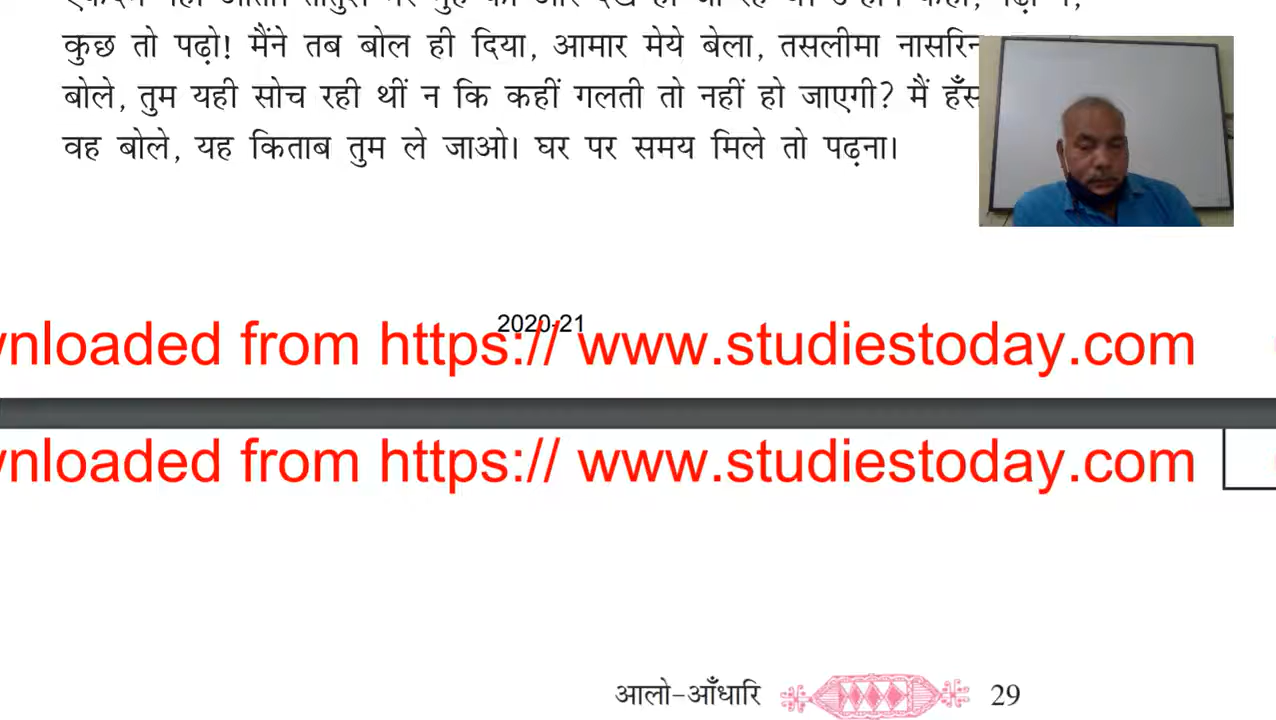 कुछ तो पढ़ो! मैंने तब बोल ही दिया, आमार मेये बेला, तसलीमा नासरिन
बोले, तुम यही सोच रही थीं न कि कहीं गलती तो नहीं हो जाएगी? मैं हँस
वह बोले, यह किताब तुम ले जाओ। घर पर समय मिले तो पढ़ना।
2020-21
wnloaded from https:// www.studiestoday.com
wnloaded from https:// www.studiestoday.com
आलो-आँधारि 29